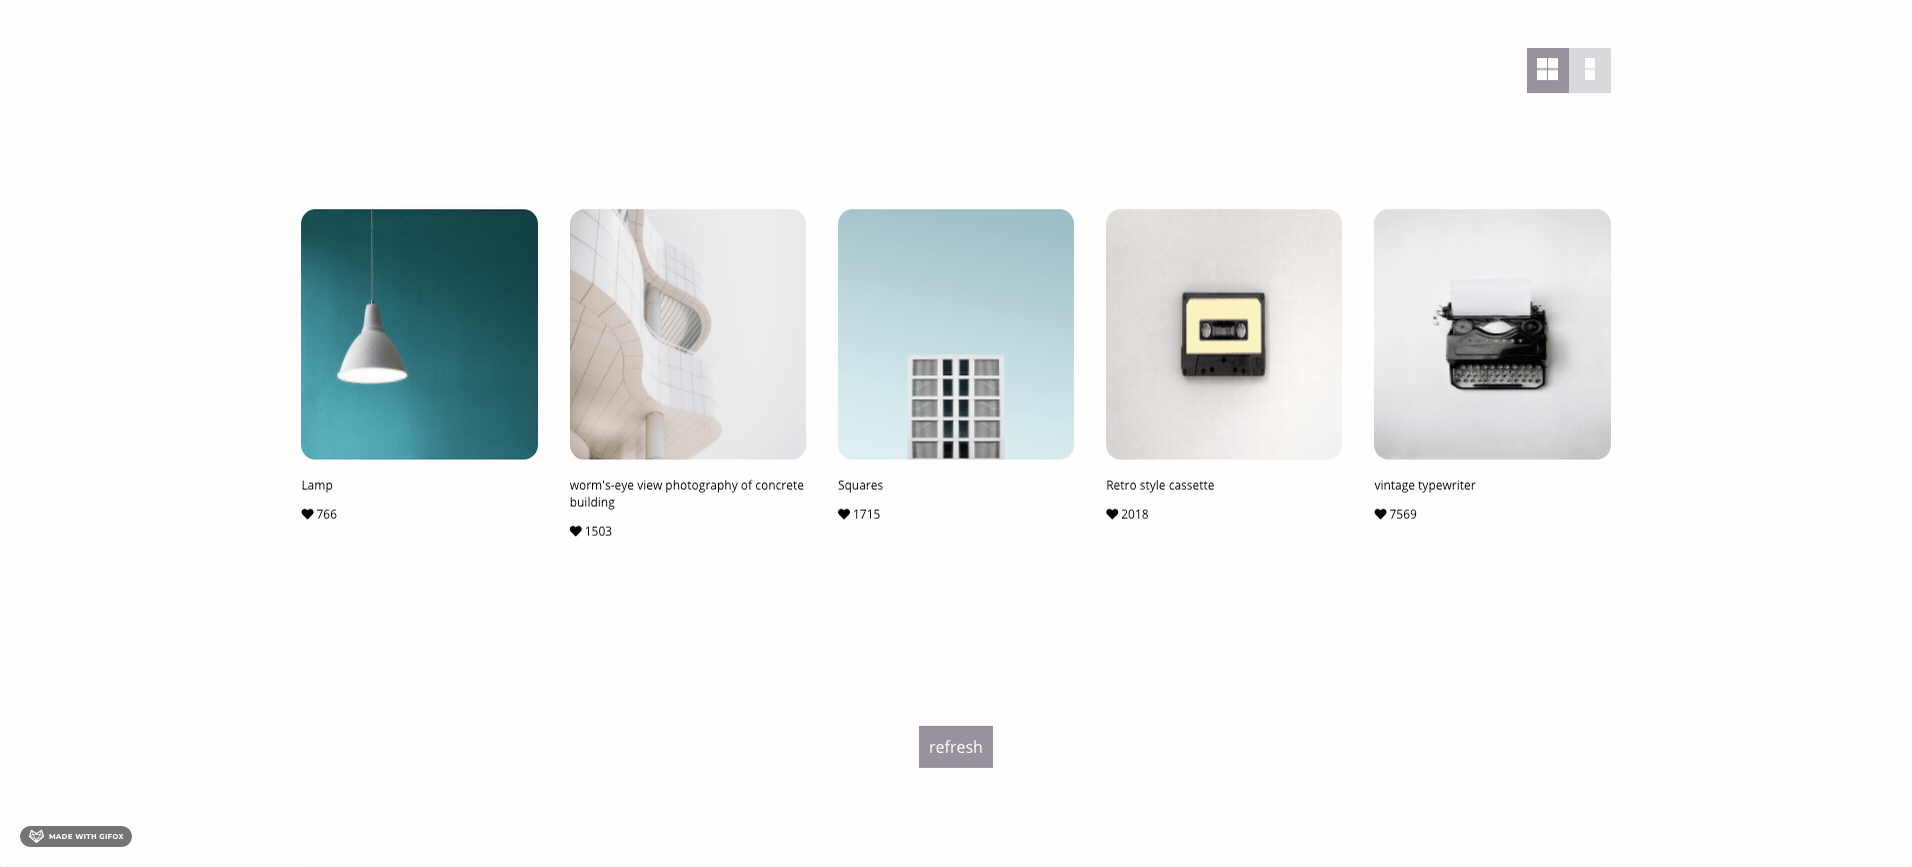 Lamp
766
worm's-eye view photography of concrete
building
1503
Squares
1715
Retro style cassette
2018
vintage typewriter
7569
refresh
MADE WITH GIFOX